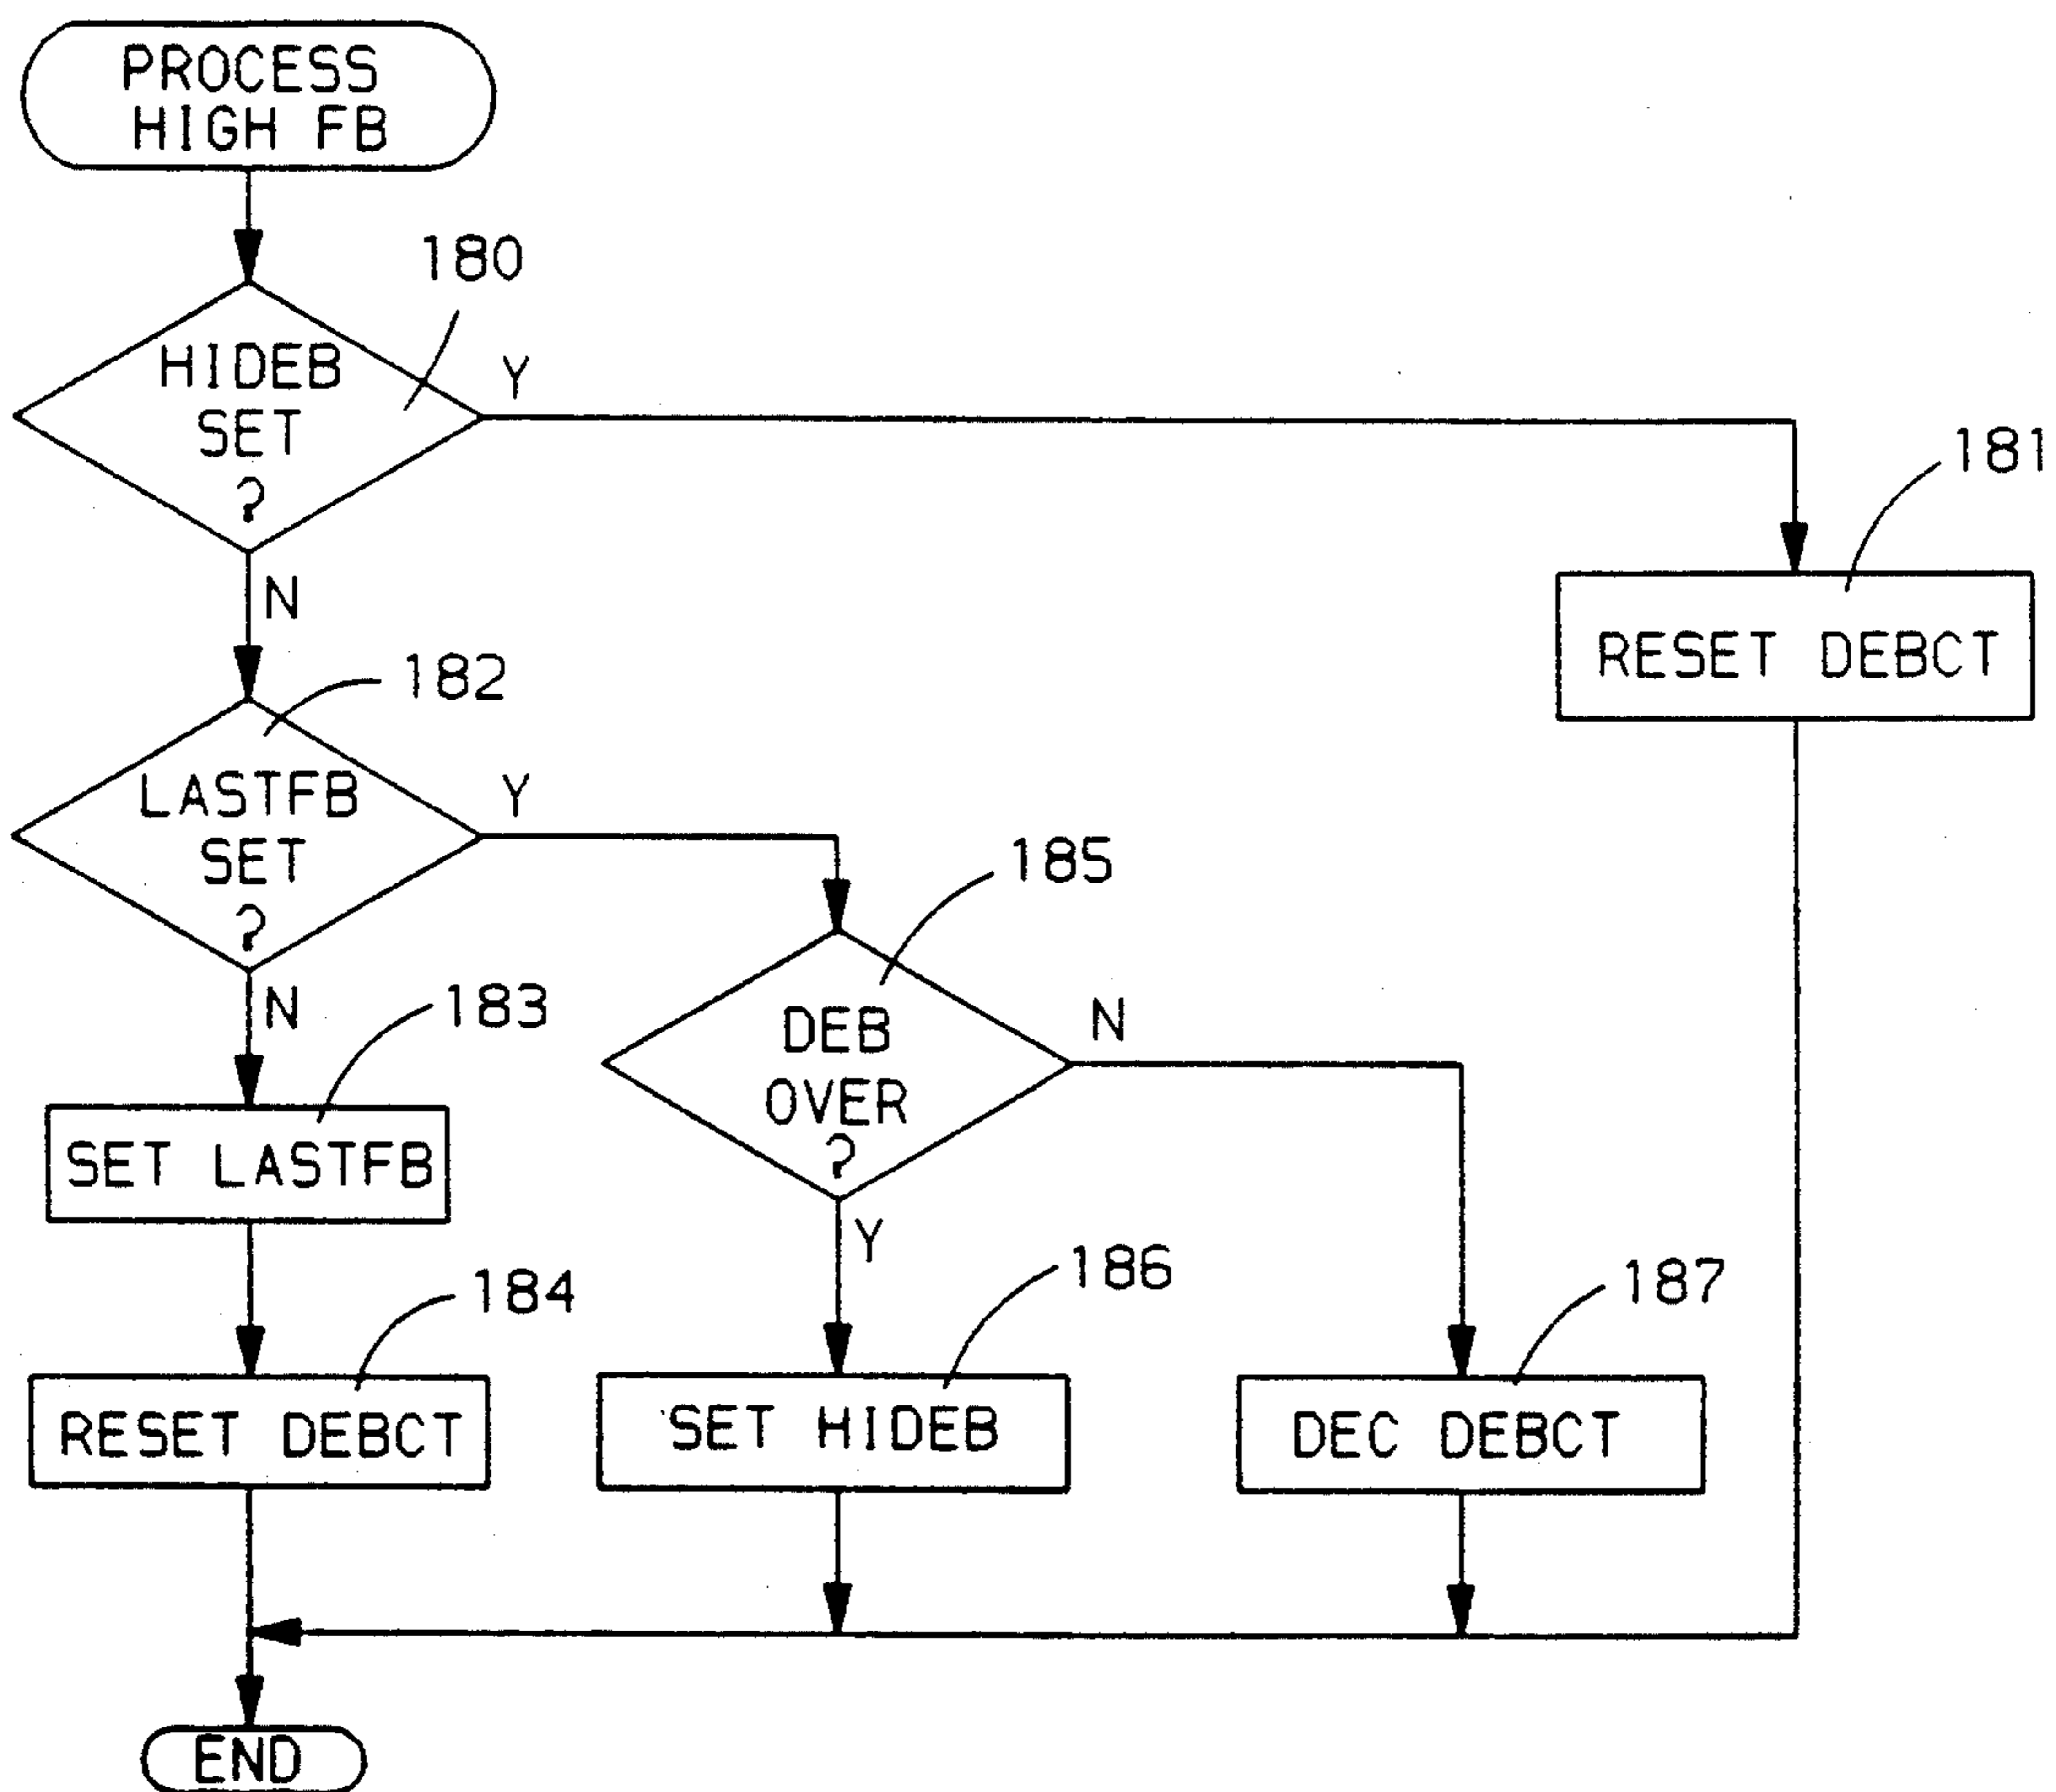 PROCESS
HIGH FB
180
HIDEB
SET
?
Y
N
181
RESET DEBCT
182
LASTFB
SET
?
Y
N
185
DEB
OVER
?
N
Y
183
SET LASTFB
184
RESET DEBCT
186
SET HIDEB
187
DEC DEBCT
END